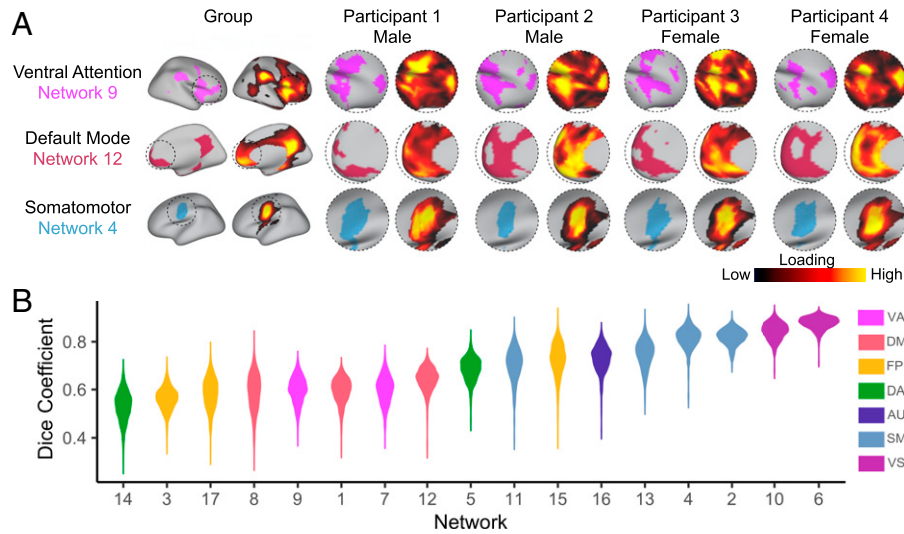 A
Group
Participant 1
Male
Participant 2
Male
Participant 3
Female
Participant 4
Female
Ventral Attention
Network 9
Default Mode
Network 12
Somatomotor
Network 4
Loading
Low
High
B
Dice Coefficient
0.8
0.6
0.4
14 3 17 8 9 1 7 12 5 11 15 16 13 4 2 10 6
Network
VA
DM
FP
DA
AU
SM
VS